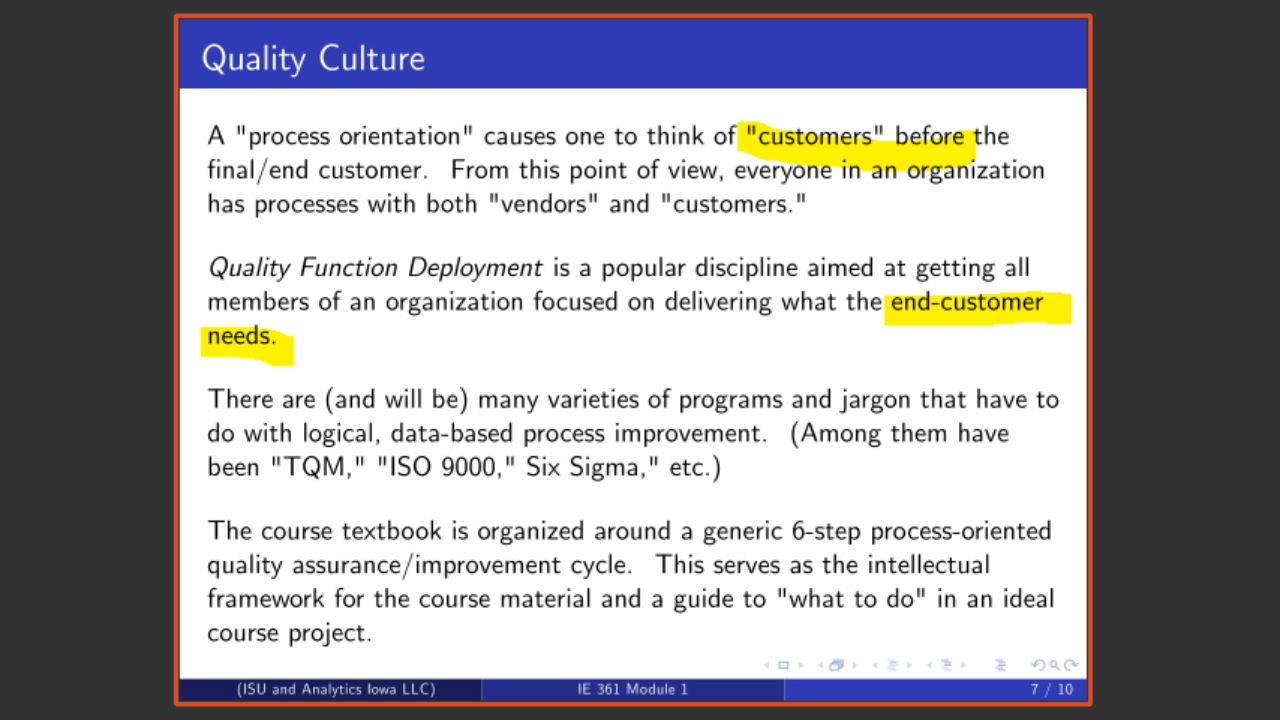 Quality Culture
A "process orientation" causes one to think of "customers" before the
final/end customer. From this point of view, everyone in an organization
has processes with both "vendors" and "customers."
Quality Function Deployment is a popular discipline aimed at getting all
members of an organization focused on delivering what the end-customer
needs.
There are (and will be) many varieties of programs and jargon that have to
do with logical, data-based process improvement. (Among them have
been "TQM," "ISO 9000," Six Sigma," etc.)
The course textbook is organized around a generic 6-step process-oriented
quality assurance/improvement cycle. This serves as the intellectual
framework for the course material and a guide to "what to do" in an ideal
course project.
(ISU and Analytics Iowa LLC) IE 361 Module 1 7 / 10